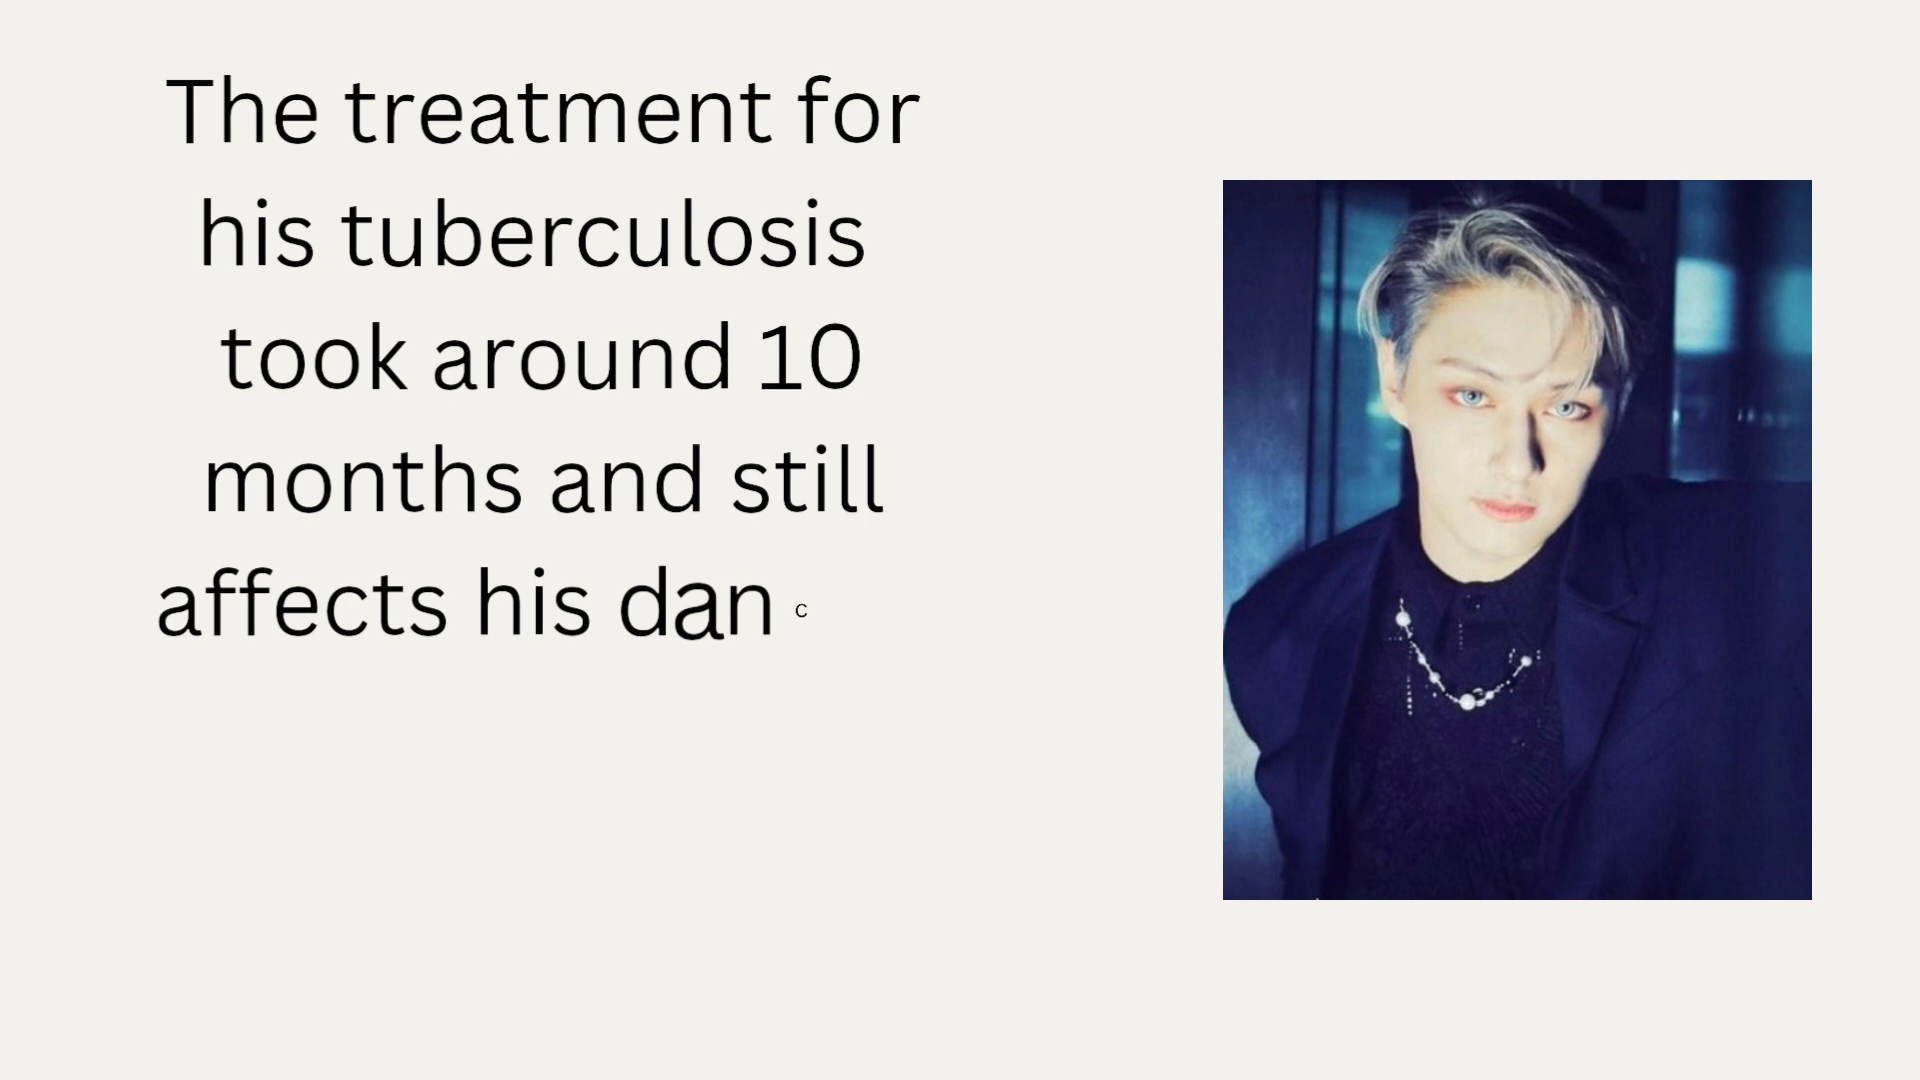 The treatment for
his tuberculosis
took around 10
months and still
affects his dan c